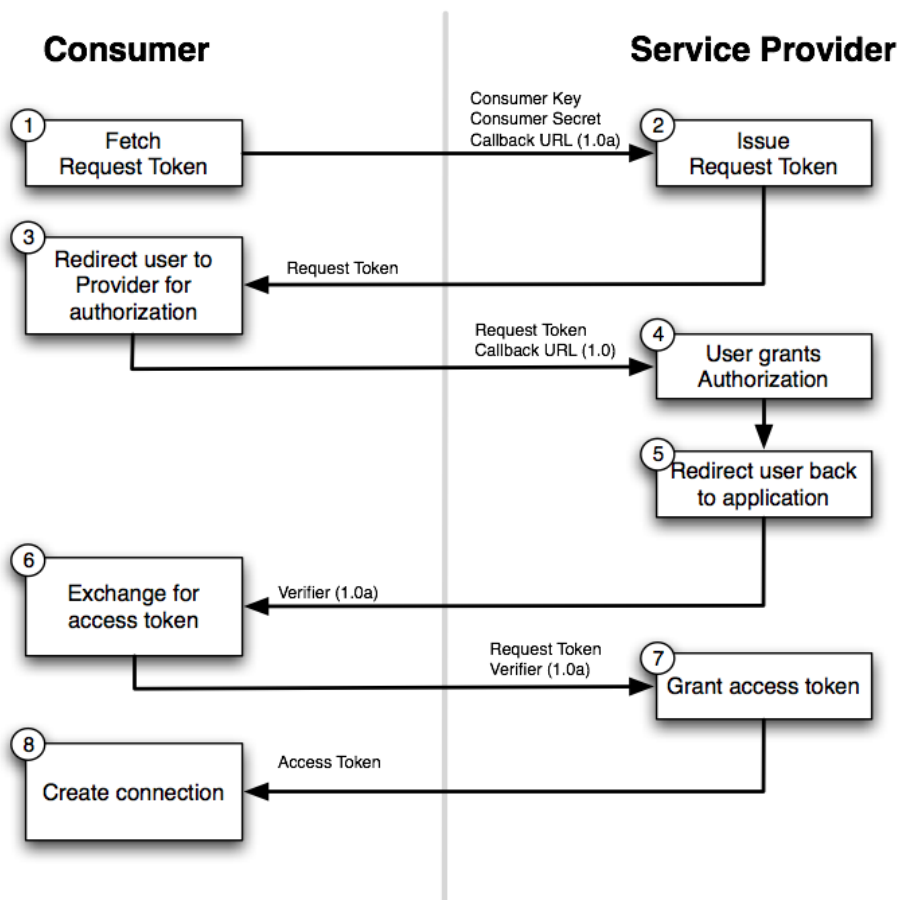 Consumer
Service Provider
Consumer Key
Consumer Secret
Callback URL (1.0a)
1
Fetch
Request Token
2
Issue
Request Token
3
Redirect user to
Provider for
authorization
Request Token
Request Token
Callback URL (1.0)
4
User grants
Authorization
5
Redirect user back
to application
6
Exchange for
access token
Verifier (1.0a)
Request Token
Verifier (1.0a)
7
Grant access token
8
Create connection
Access Token